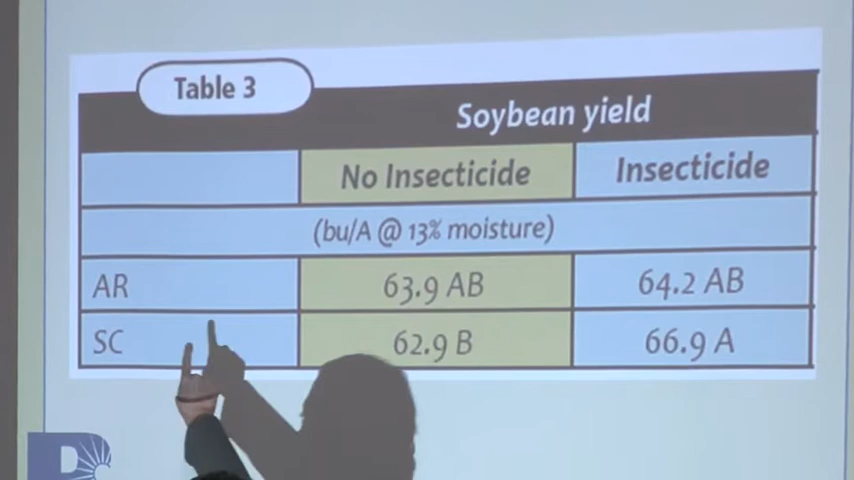 Table 3
Soybean yield
No Insecticide Insecticide
(bu/A @ 13% moisture)
AR 63.9 AB 64.2 AB
SC 62.9 B 66.9 A